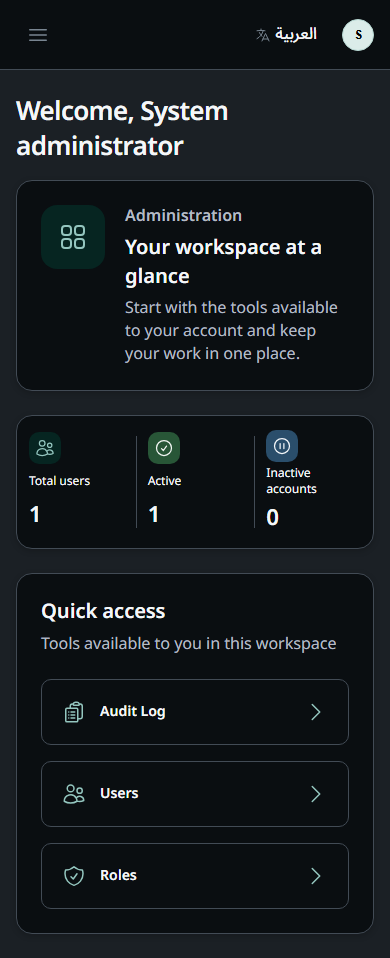 العربية
S
Welcome, System
administrator
Administration
Your workspace at a
glance
Start with the tools available
to your account and keep
your work in one place.
Total users
1
Active
1
Inactive
accounts
0
Quick access
Tools available to you in this workspace
Audit Log
Users
Roles